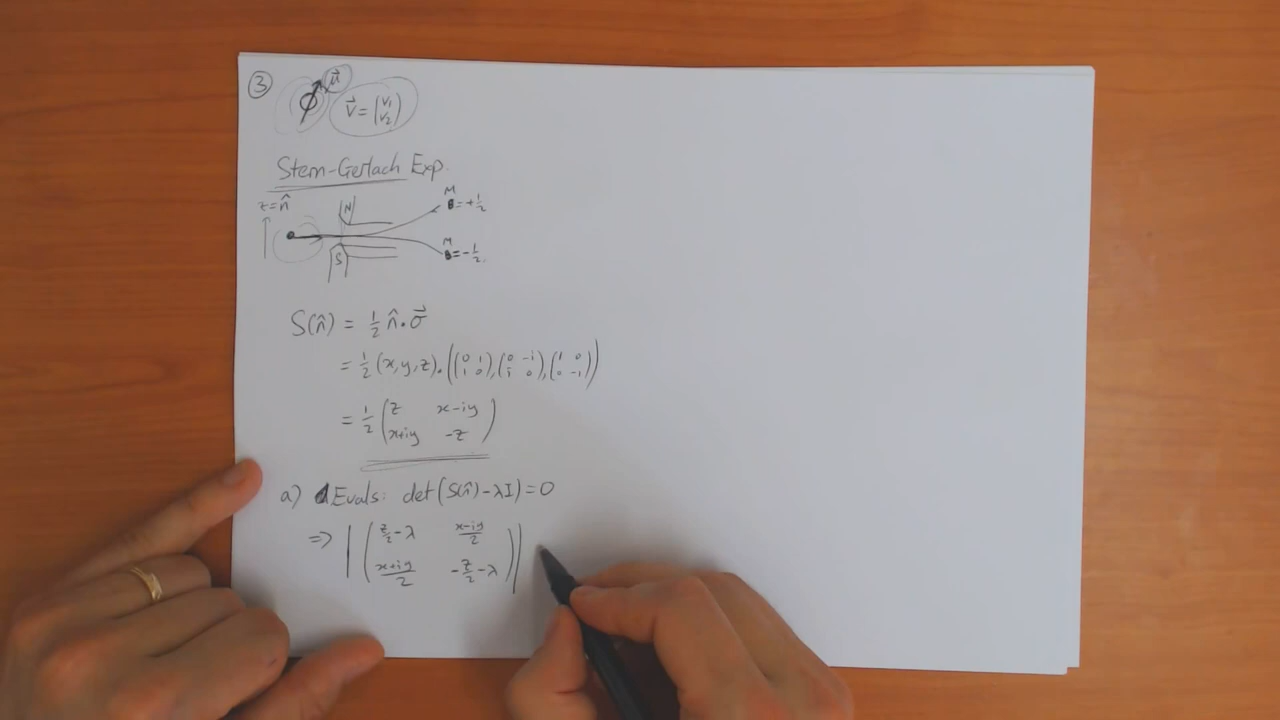 ③ μ⃗ v⃗ = (v₁ v₂)
Stern-Gerlach Exp.
z = n̂
N
M = +1/2
S
M = -1/2.
S(n̂) = 1/2 n̂·σ⃗
= 1/2 (x, y, z)·((0 1 1 0), (0 -i i 0), (1 0 0 -1))
= 1/2 (z x-iy x+iy -z)
a) Evals: det(S(n̂) - λI) = 0
⇒ |(z/2 - λ (x-iy)/2
(x+iy)/2 -z/2 - λ)|